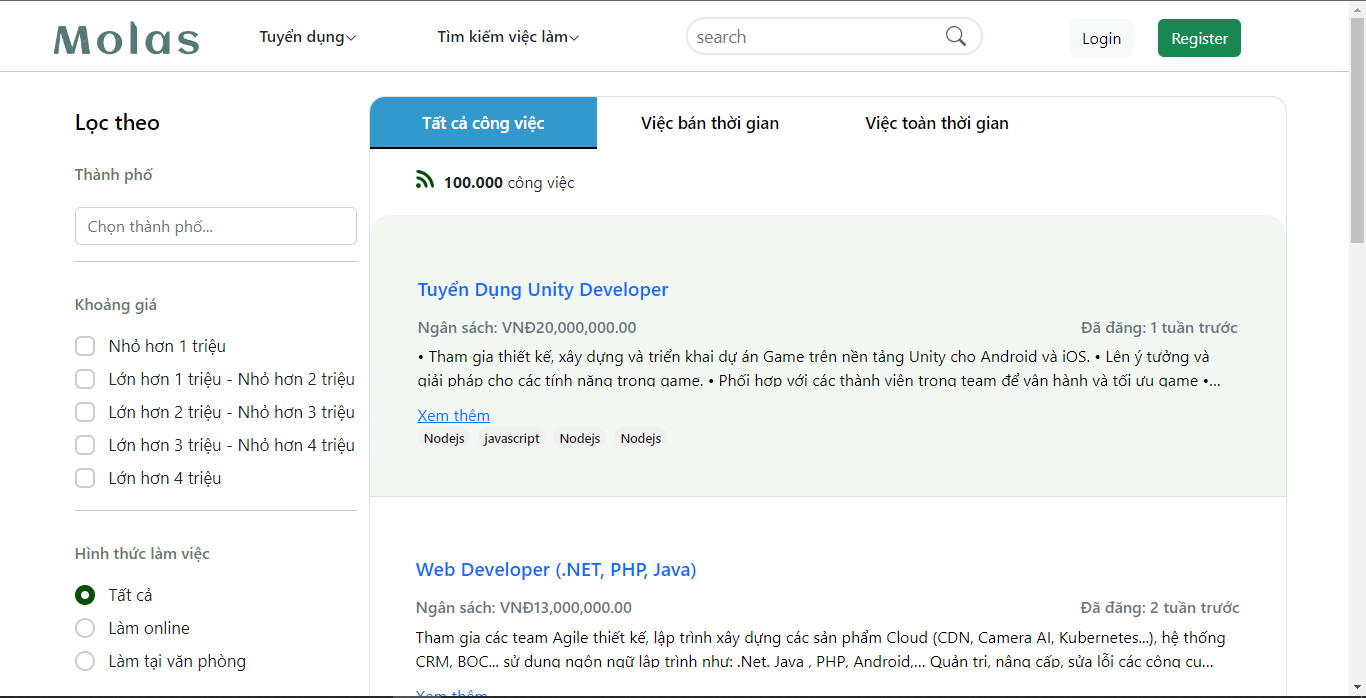 Molas
Tuyển dụng
Tìm kiếm việc làm
search
Login
Register
Lọc theo
Thành phố
Chọn thành phố...
Khoảng giá
Nhỏ hơn 1 triệu
Lớn hơn 1 triệu - Nhỏ hơn 2 triệu
Lớn hơn 2 triệu - Nhỏ hơn 3 triệu
Lớn hơn 3 triệu - Nhỏ hơn 4 triệu
Lớn hơn 4 triệu
Hình thức làm việc
Tất cả
Làm online
Làm tại văn phòng
Tất cả công việc
Việc bán thời gian
Việc toàn thời gian
100.000 công việc
Tuyển Dụng Unity Developer
Ngân sách: VNĐ20,000,000.00
Đã đăng: 1 tuần trước
• Tham gia thiết kế, xây dựng và triển khai dự án Game trên nền tảng Unity cho Android và iOS. • Lên ý tưởng và
giải pháp cho các tính năng trong game. • Phối hợp với các thành viên trong team để vận hành và tối ưu game •...
Xem thêm
Nodejs
javascript
Nodejs
Nodejs
Web Developer (.NET, PHP, Java)
Ngân sách: VNĐ13,000,000.00
Đã đăng: 2 tuần trước
Tham gia các team Agile thiết kế, lập trình xây dựng các sản phẩm Cloud (CDN, Camera AI, Kubernetes...), hệ thống
CRM, BOC... sử dụng ngôn ngữ lập trình như: .Net. Java , PHP, Android,... Quản trị, nâng cấp, sửa lỗi các công cụ...
Xem thêm